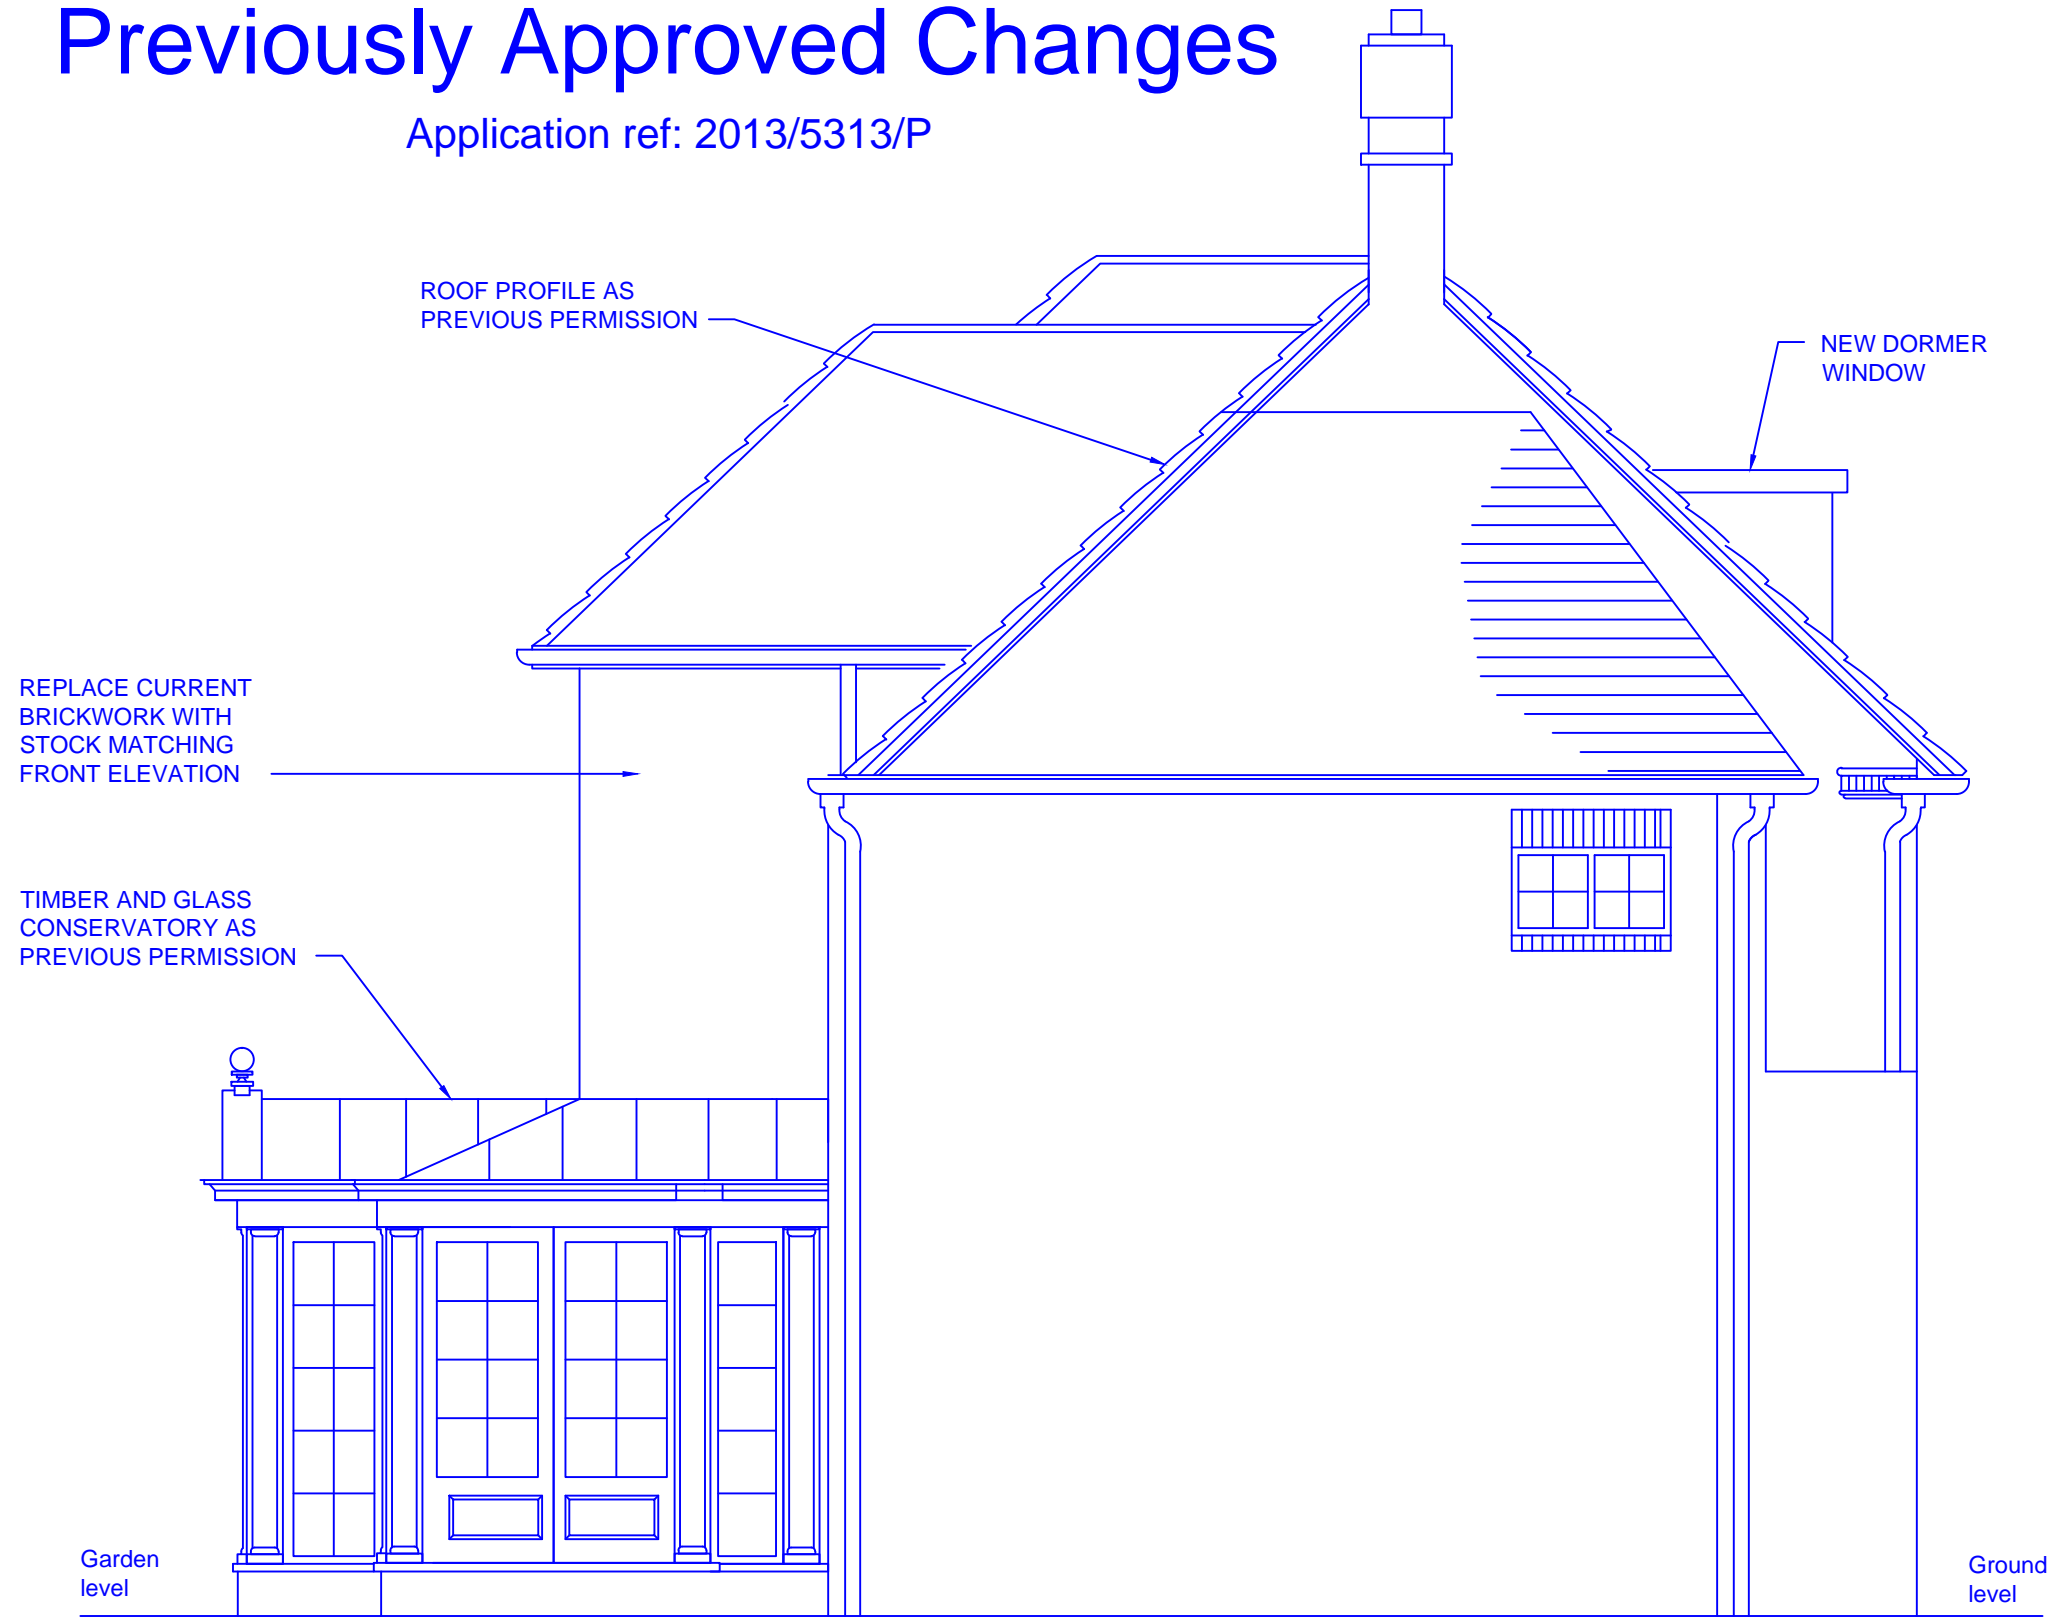 Previously Approved Changes
Application ref: 2013/5313/P
ROOF PROFILE AS
PREVIOUS PERMISSION
NEW DORMER
WINDOW
REPLACE CURRENT
BRICKWORK WITH
STOCK MATCHING
FRONT ELEVATION
TIMBER AND GLASS
CONSERVATORY AS
PREVIOUS PERMISSION
Garden
level
Ground
level